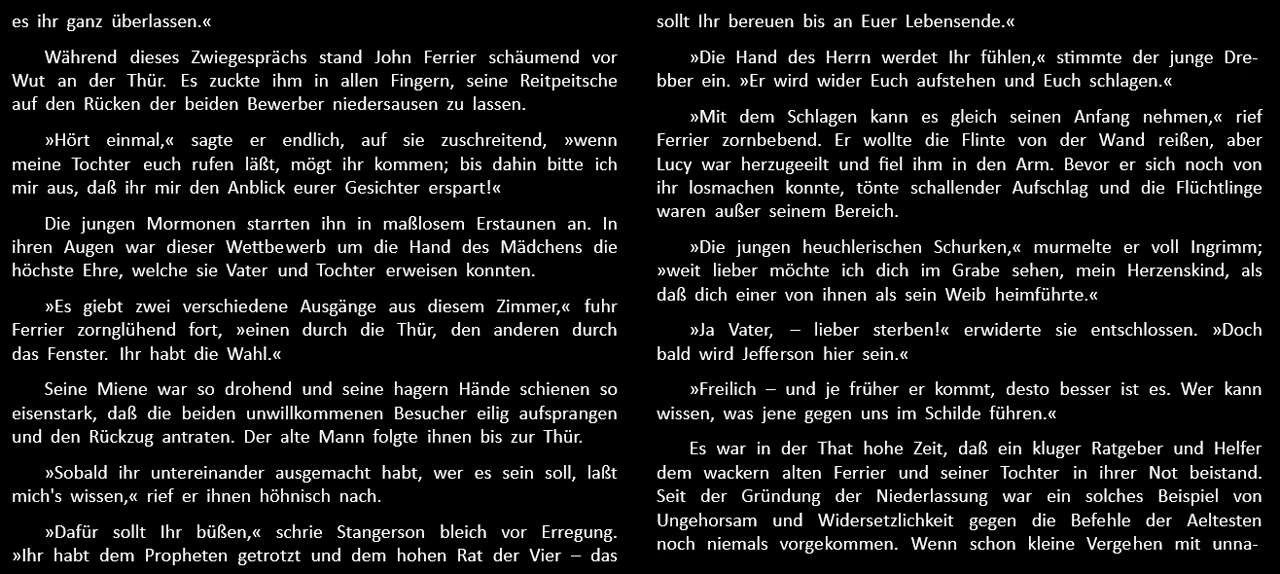 es ihr ganz überlassen.«
Während dieses Zwiegesprächs stand John Ferrier schäumend vor
Wut an der Thür. Es zuckte ihm in allen Fingern, seine Reitpeitsche
auf den Rücken der beiden Bewerber niedersausen zu lassen.
»Hört einmal,« sagte er endlich, auf sie zuschreitend, »wenn
meine Tochter euch rufen läßt, mögt ihr kommen; bis dahin bitte ich
mir aus, daß ihr mir den Anblick eurer Gesichter erspart!«
Die jungen Mormonen starrten ihn in maßlosem Erstaunen an. In
ihren Augen war dieser Wettbewerb um die Hand des Mädchens die
höchste Ehre, welche sie Vater und Tochter erweisen konnten.
»Es giebt zwei verschiedene Ausgänge aus diesem Zimmer,« fuhr
Ferrier zornglühend fort, »einen durch die Thür, den anderen durch
das Fenster. Ihr habt die Wahl.«
Seine Miene war so drohend und seine hagern Hände schienen so
eisenstark, daß die beiden unwillkommenen Besucher eilig aufsprangen
und den Rückzug antraten. Der alte Mann folgte ihnen bis zur Thür.
»Sobald ihr untereinander ausgemacht habt, wer es sein soll, laßt
mich's wissen,« rief er ihnen höhnisch nach.
»Dafür sollt Ihr büßen,« schrie Stangerson bleich vor Erregung.
»Ihr habt dem Propheten getrotzt und dem hohen Rat der Vier – das
sollt Ihr bereuen bis an Euer Lebensende.«
»Die Hand des Herrn werdet Ihr fühlen,« stimmte der junge Dre-
bber ein. »Er wird wider Euch aufstehen und Euch schlagen.«
»Mit dem Schlagen kann es gleich seinen Anfang nehmen,« rief
Ferrier zornbebend. Er wollte die Flinte von der Wand reißen, aber
Lucy war herzugeeilt und fiel ihm in den Arm. Bevor er sich noch von
ihr losmachen konnte, tönte schallender Aufschlag und die Flüchtlinge
waren außer seinem Bereich.
»Die jungen heuchlerischen Schurken,« murmelte er voll Ingrimm;
»weit lieber möchte ich dich im Grabe sehen, mein Herzenskind, als
daß dich einer von ihnen als sein Weib heimführte.«
»Ja Vater, – lieber sterben!« erwiderte sie entschlossen. »Doch
bald wird Jefferson hier sein.«
»Freilich – und je früher er kommt, desto besser ist es. Wer kann
wissen, was jene gegen uns im Schilde führen.«
Es war in der That hohe Zeit, daß ein kluger Ratgeber und Helfer
dem wackern alten Ferrier und seiner Tochter in ihrer Not beistand.
Seit der Gründung der Niederlassung war ein solches Beispiel von
Ungehorsam und Widersetzlichkeit gegen die Befehle der Aeltesten
noch niemals vorgekommen. Wenn schon kleine Vergehen mit unna-